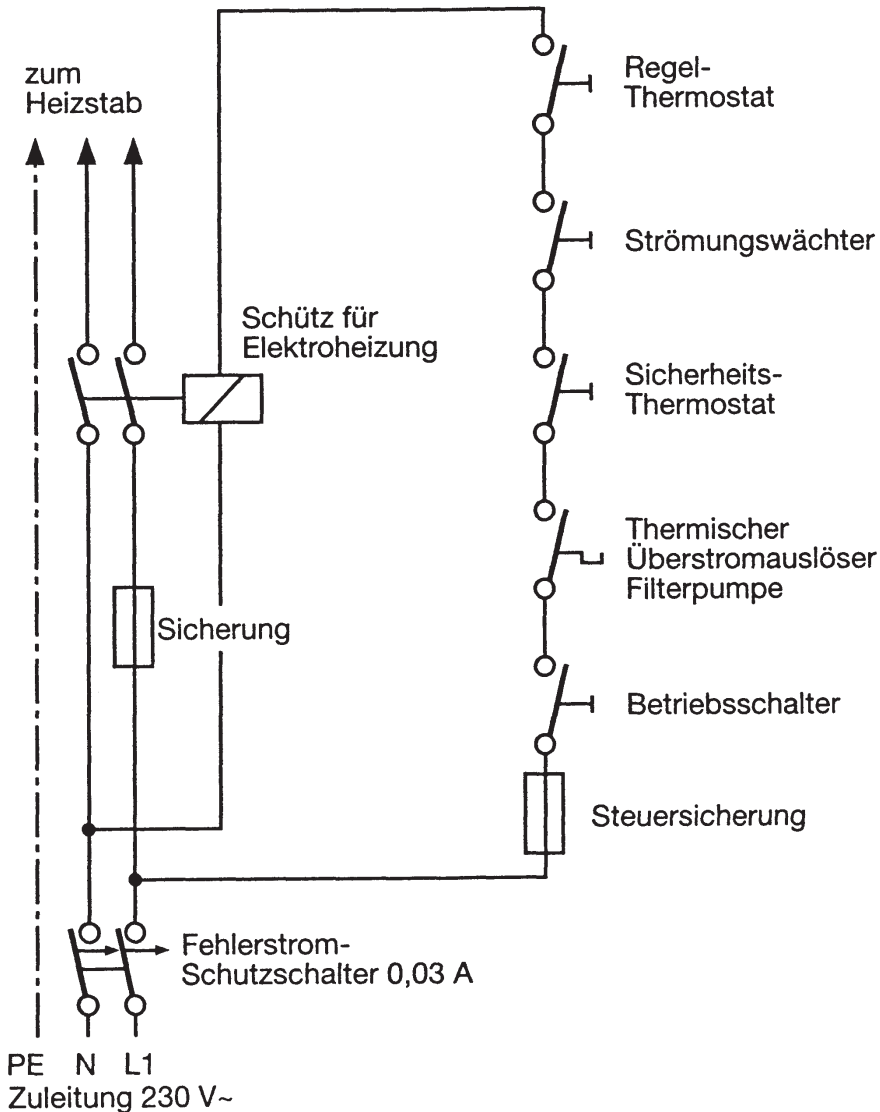 zum
Heizstab
Regel-
Thermostat
Strömungswächter
Schütz für
Elektroheizung
Sicherheits-
Thermostat
Thermischer
Überstromauslöser
Filterpumpe
Sicherung
Betriebsschalter
Steuersicherung
Fehlerstrom-
Schutzschalter 0,03 A
PE N L1
Zuleitung 230 V~